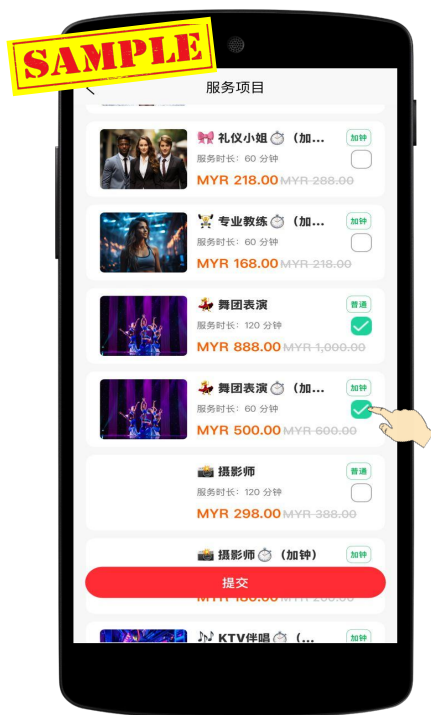 SAMPLE
服务项目
🎀 礼仪小姐⏱ （加...
加钟
服务时长：60 分钟
MYR 218.00 MYR 288.00
专业教练⏱ （加...
加钟
服务时长：60 分钟
MYR 168.00 MYR 218.00
💃 舞团表演
普通
服务时长：120 分钟
MYR 888.00 MYR 1,000.00
💃 舞团表演⏱ （加...
加钟
服务时长：60 分钟
MYR 500.00 MYR 600.00
📸 摄影师
普通
服务时长：120 分钟
MYR 298.00 MYR 388.00
📸 摄影师⏱ （加钟）
加钟
提交
🎶 KTV伴唱⏱ （...
加钟